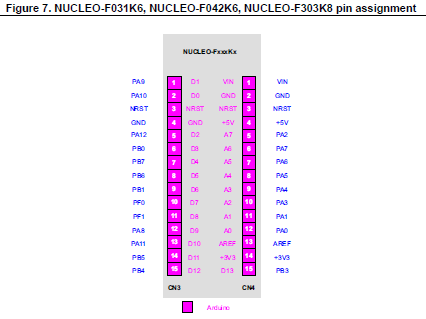 Figure 7. NUCLEO-F031K6, NUCLEO-F042K6, NUCLEO-F303K8 pin assignment
NUCLEO-FxxxKx
PA9 1 D1 VIN 1 VIN
PA10 2 D0 GND 2 GND
NRST 3 NRST NRST 3 NRST
GND 4 GND +5V 4 +5V
PA12 5 D2 A7 5 PA2
PB0 6 D3 A6 6 PA7
PB7 7 D4 A5 7 PA6
PB6 8 D5 A4 8 PA5
PB1 9 D6 A3 9 PA4
PF0 10 D7 A2 10 PA3
PF1 11 D8 A1 11 PA1
PA8 12 D9 A0 12 PA0
PA11 13 D10 AREF 13 AREF
PB5 14 D11 +3V3 14 +3V3
PB4 15 D12 D13 15 PB3
CN3 CN4
Arduino